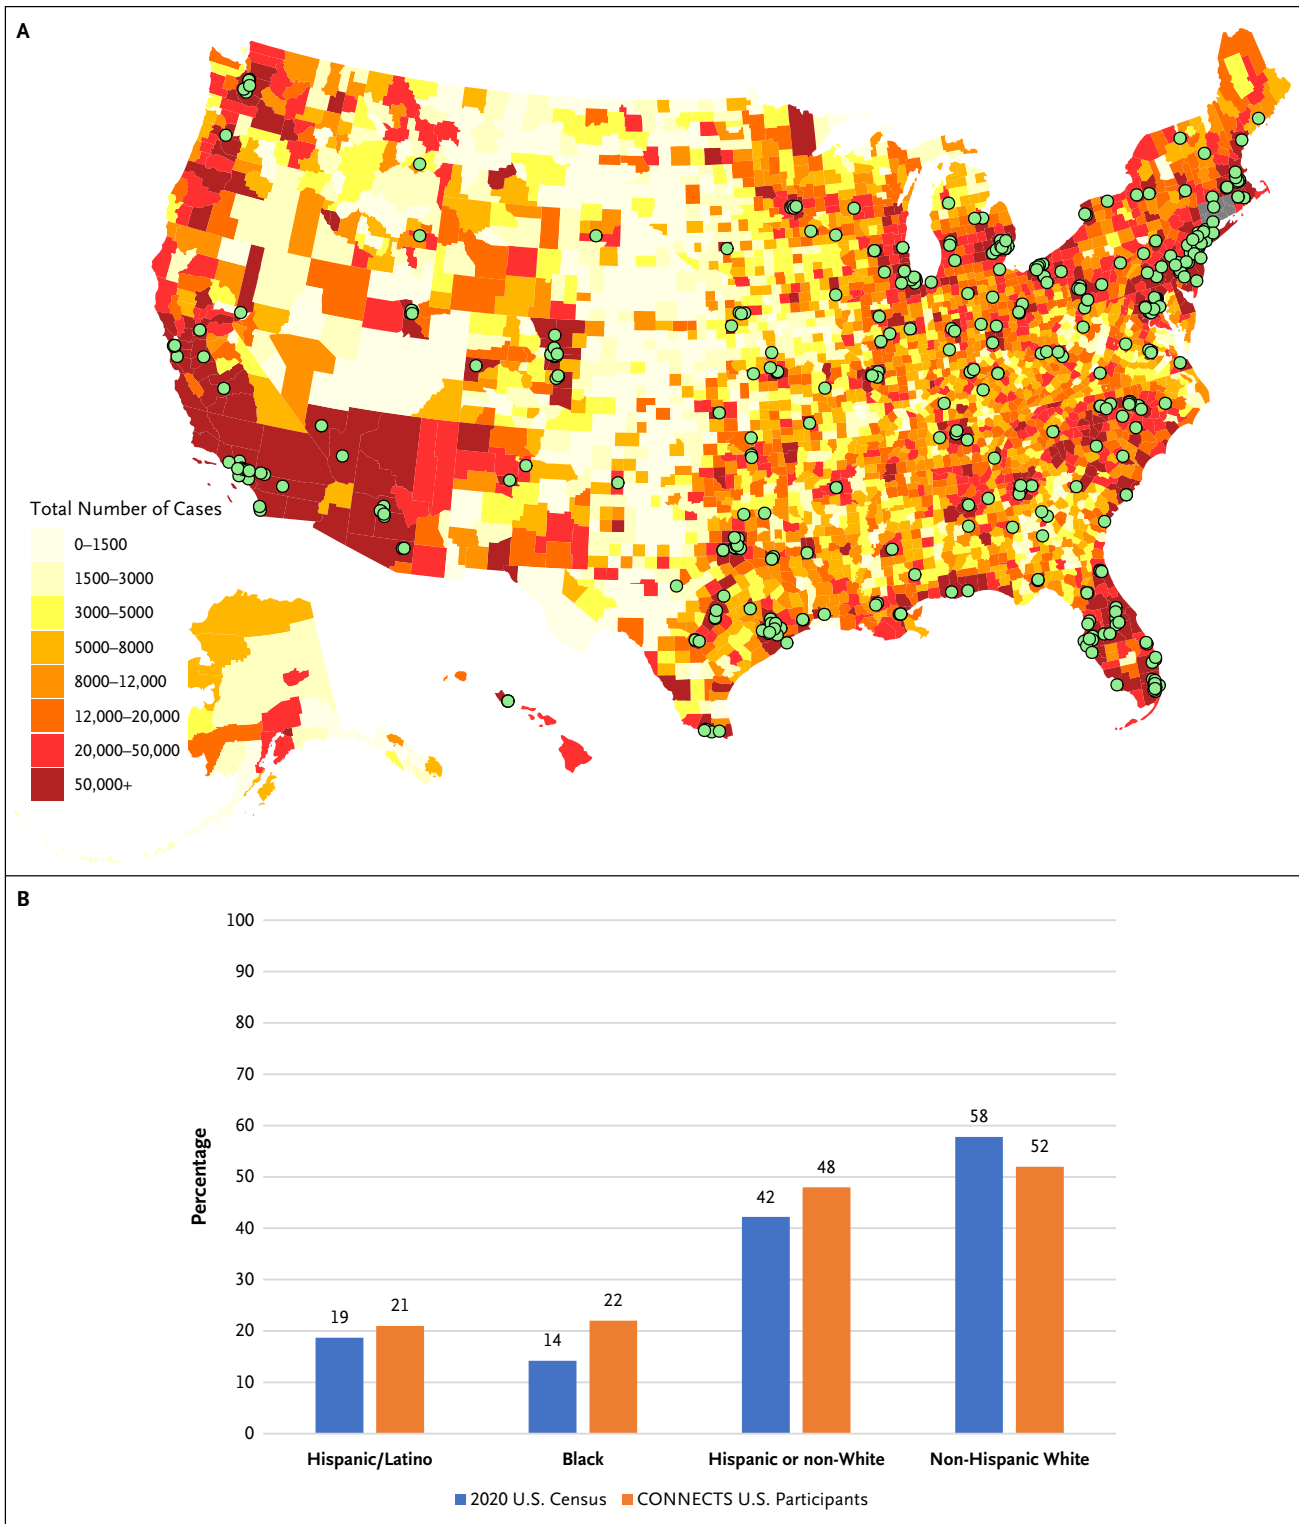 A
Total Number of Cases
0–1500
1500–3000
3000–5000
5000–8000
8000–12,000
12,000–20,000
20,000–50,000
50,000+
B
100
90
80
70
60
50
40
30
20
10
0
Percentage
19
21
14
22
42
48
58
52
Hispanic/Latino
Black
Hispanic or non-White
Non-Hispanic White
2020 U.S. Census
CONNECTS U.S. Participants